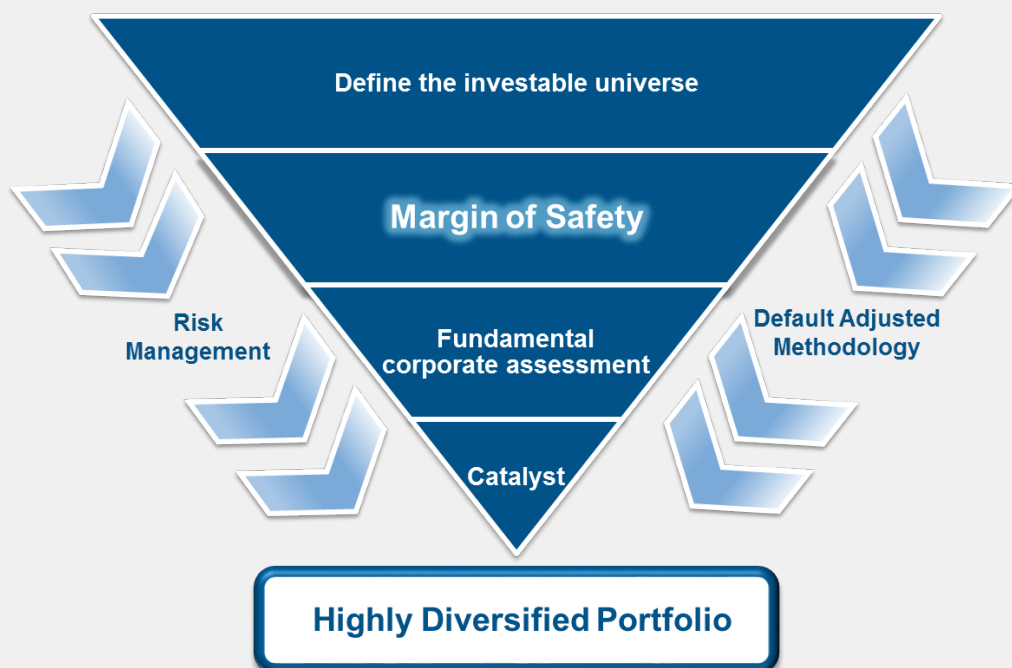 Define the investable universe
Margin of Safety
Risk
Management
Default Adjusted
Methodology
Fundamental
corporate assessment
Catalyst
Highly Diversified Portfolio